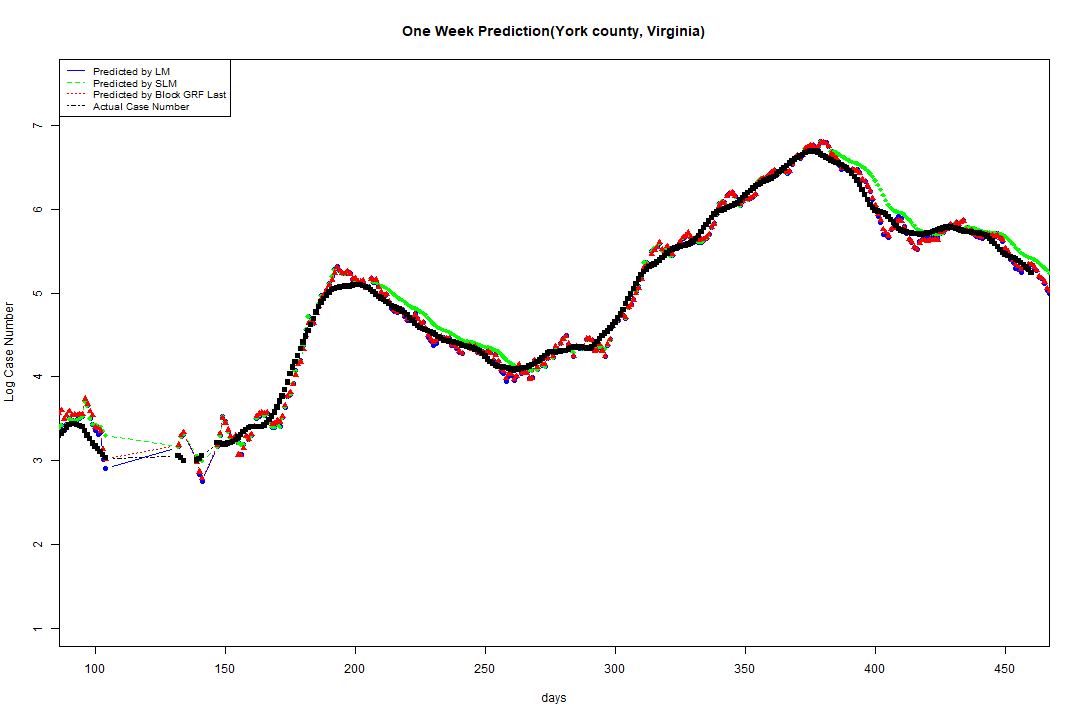 One Week Prediction(York county, Virginia)
Predicted by LM
Predicted by SLM
Predicted by Block GRF Last
Actual Case Number
7
6
5
4
3
2
1
Log Case Number
100 150 200 250 300 350 400 450
days